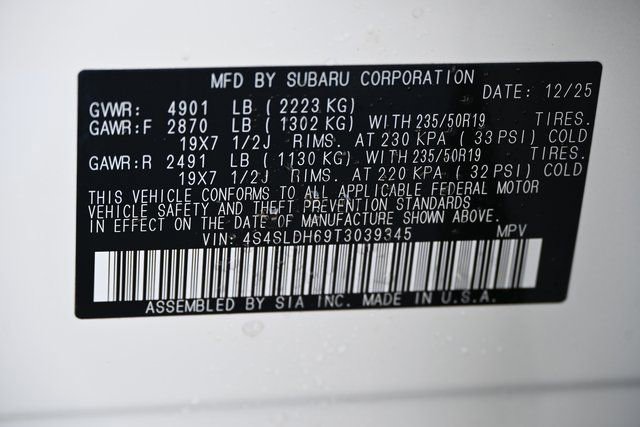 MFD BY SUBARU CORPORATION DATE: 12/25
GVWR: 4901 LB ( 2223 KG)
GAWR:F 2870 LB ( 1302 KG) WITH 235/50R19 TIRES.
19X7 1/2J RIMS. AT 230 KPA ( 33 PSI) COLD
GAWR:R 2491 LB ( 1130 KG) WITH 235/50R19 TIRES.
19X7 1/2J RIMS. AT 220 KPA ( 32 PSI) COLD
THIS VEHICLE CONFORMS TO ALL APPLICABLE FEDERAL MOTOR
VEHICLE SAFETY AND THEFT PREVENTION STANDARDS
IN EFFECT ON THE DATE OF MANUFACTURE SHOWN ABOVE.
VIN: 4S4SLDH69T3039345 MPV
ASSEMBLED BY SIA INC. MADE IN U.S.A.